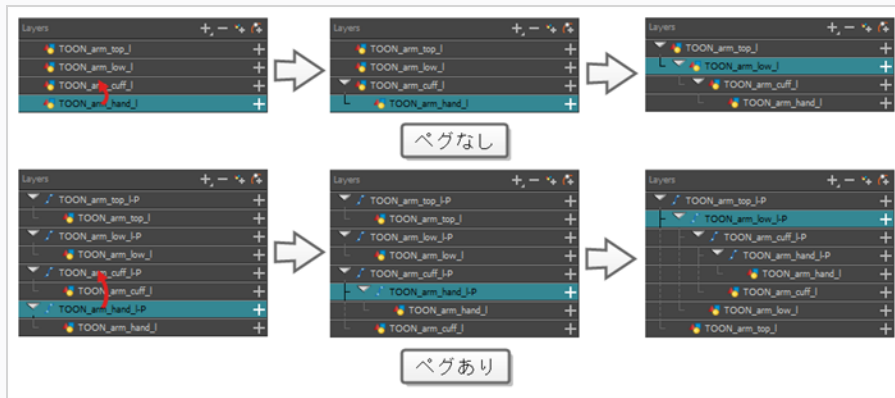 Layers
TOON_arm_top_l
TOON_arm_low_l
TOON_arm_cuff_l
TOON_arm_hand_l
Layers
TOON_arm_top_l
TOON_arm_low_l
TOON_arm_cuff_l
TOON_arm_hand_l
Layers
TOON_arm_top_l
TOON_arm_low_l
TOON_arm_cuff_l
TOON_arm_hand_l
ペグなし
Layers
TOON_arm_top_l-P
TOON_arm_top_l
TOON_arm_low_l-P
TOON_arm_low_l
TOON_arm_cuff_l-P
TOON_arm_cuff_l
TOON_arm_hand_l-P
TOON_arm_hand_l
Layers
TOON_arm_top_l-P
TOON_arm_top_l
TOON_arm_low_l-P
TOON_arm_low_l
TOON_arm_cuff_l-P
TOON_arm_hand_l-P
TOON_arm_hand_l
TOON_arm_cuff_l
Layers
TOON_arm_top_l-P
TOON_arm_low_l-P
TOON_arm_cuff_l-P
TOON_arm_hand_l-P
TOON_arm_hand_l
TOON_arm_cuff_l
TOON_arm_low_l
TOON_arm_top_l
ペグあり